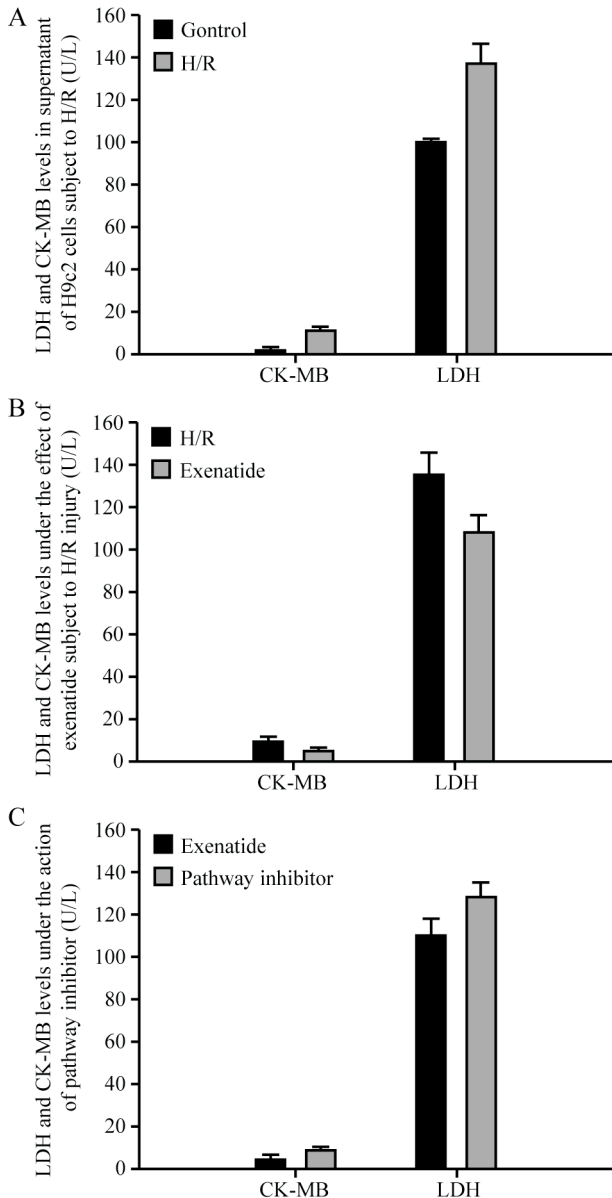 A
LDH and CK-MB levels in supernatant
of H9c2 cells subject to H/R (U/L)
160
140
120
100
80
60
40
20
0
Gontrol
H/R
CK-MB
LDH
B
LDH and CK-MB levels under the effect of
exenatide subject to H/R injury (U/L)
160
140
120
100
80
60
40
20
0
H/R
Exenatide
CK-MB
LDH
C
LDH and CK-MB levels under the action
of pathway inhibitor (U/L)
160
140
120
100
80
60
40
20
0
Exenatide
Pathway inhibitor
CK-MB
LDH